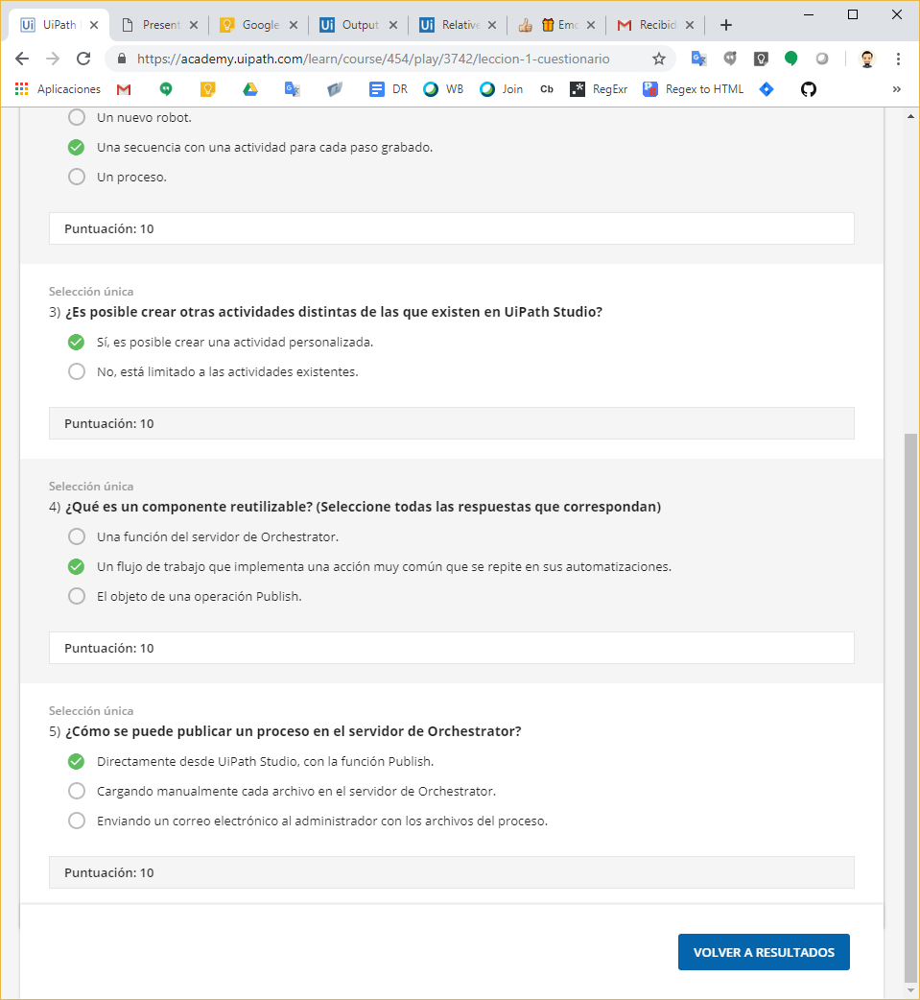 UiPath
Present
Google
Output
Relative
Emo
Recibid
https://academy.uipath.com/learn/course/454/play/3742/leccion-1-cuestionario
Aplicaciones
DR
WB
Join
Cb
RegExr
Regex to HTML
Un nuevo robot.
Una secuencia con una actividad para cada paso grabado.
Un proceso.
Puntuación: 10
Selección única
3) ¿Es posible crear otras actividades distintas de las que existen en UiPath Studio?
Sí, es posible crear una actividad personalizada.
No, está limitado a las actividades existentes.
Puntuación: 10
Selección única
4) ¿Qué es un componente reutilizable? (Seleccione todas las respuestas que correspondan)
Una función del servidor de Orchestrator.
Un flujo de trabajo que implementa una acción muy común que se repite en sus automatizaciones.
El objeto de una operación Publish.
Puntuación: 10
Selección única
5) ¿Cómo se puede publicar un proceso en el servidor de Orchestrator?
Directamente desde UiPath Studio, con la función Publish.
Cargando manualmente cada archivo en el servidor de Orchestrator.
Enviando un correo electrónico al administrador con los archivos del proceso.
Puntuación: 10
VOLVER A RESULTADOS